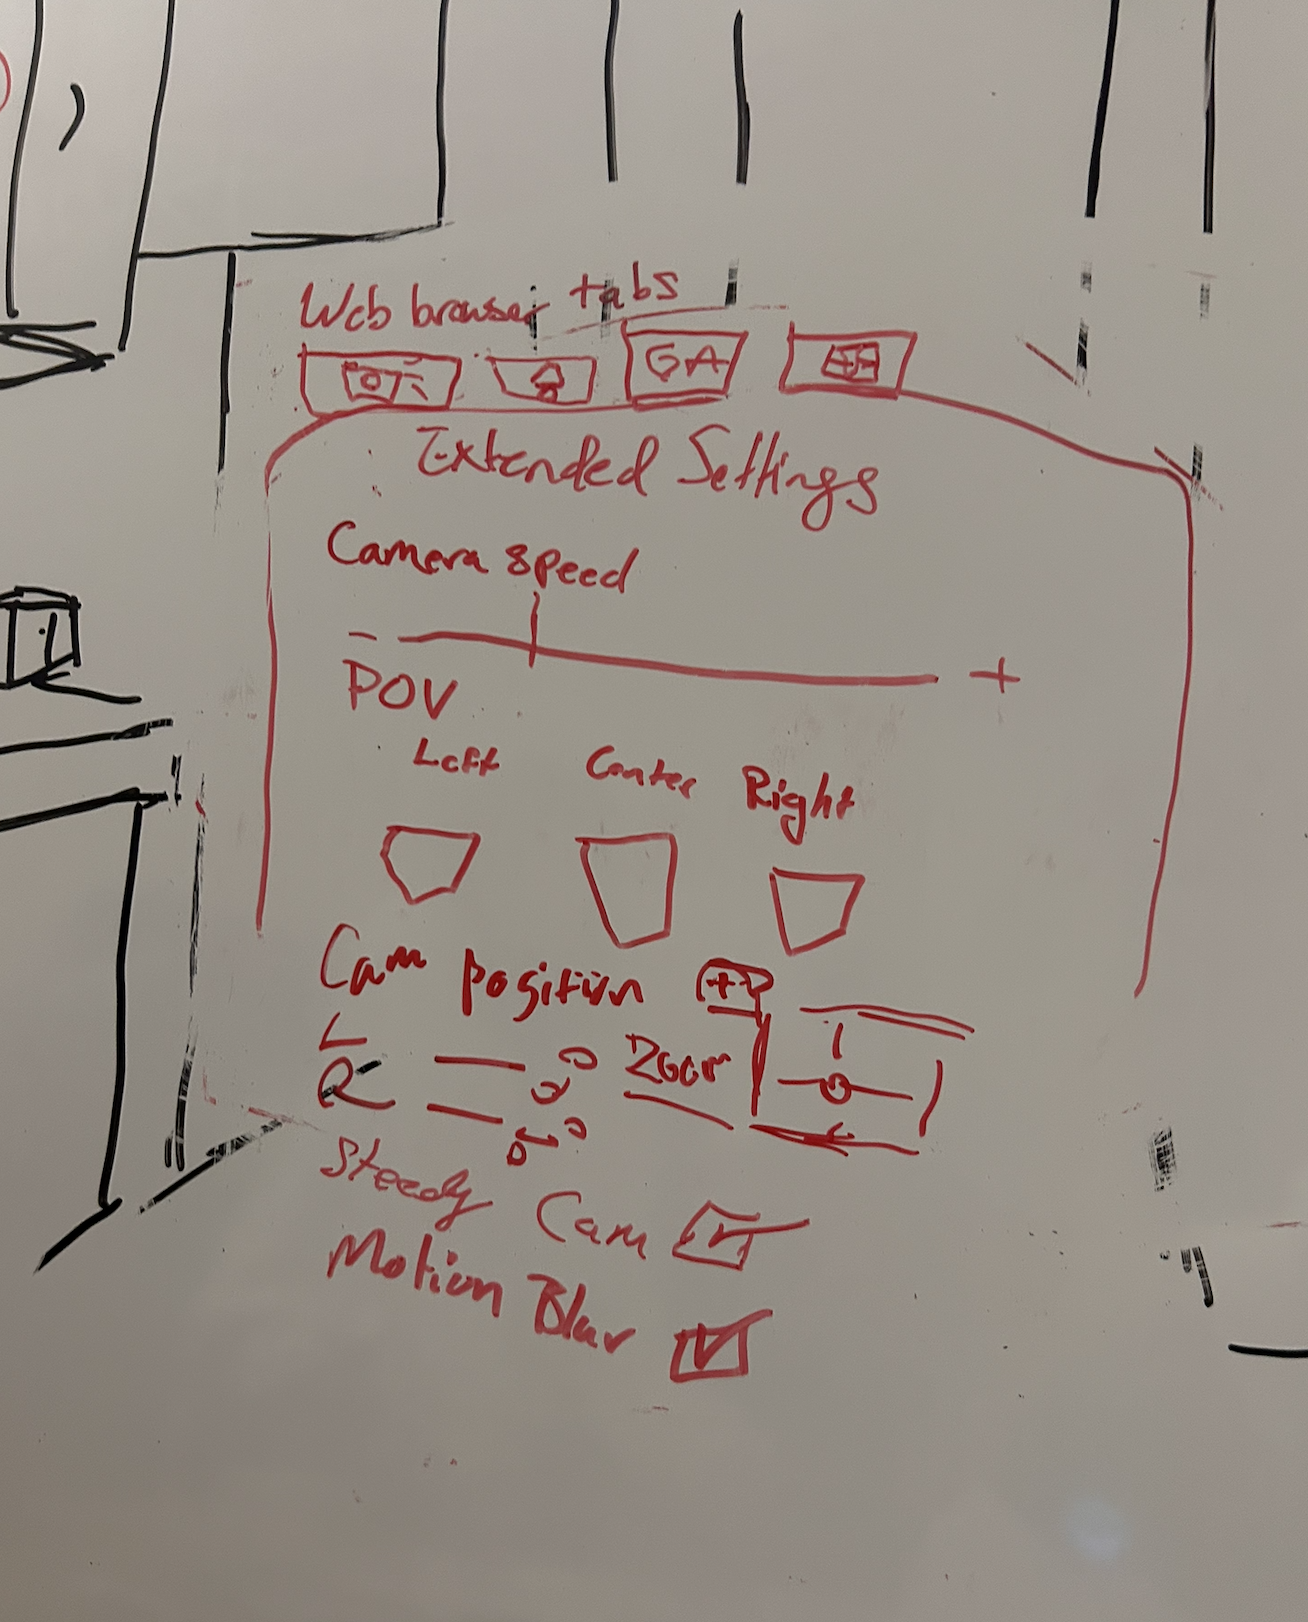 Web browser tabs
GA
Extended Settings
Camera speed
- +
POV
Left Center Right
Cam position
L
R
Zoom
Steady Cam
Motion Blur